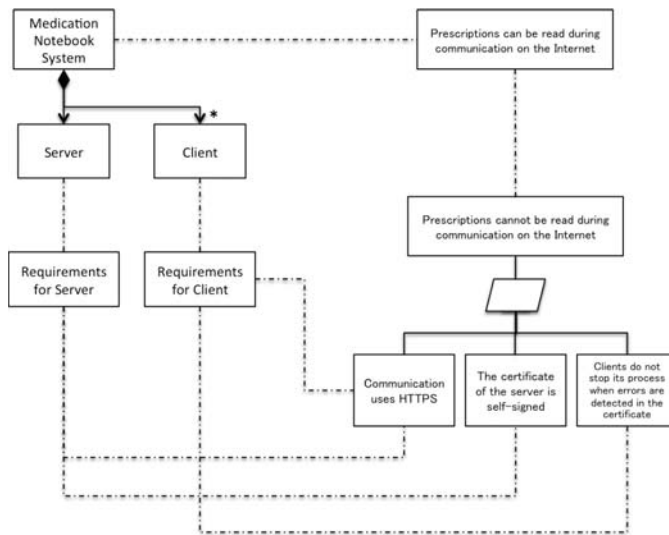 Medication
Notebook
System
Prescriptions can be read during
communication on the Internet
*
Server
Client
Prescriptions cannot be read during
communication on the Internet
Requirements
for Server
Requirements
for Client
Communication
uses HTTPS
The certificate
of the server is
self-signed
Clients do not
stop its process
when errors are
detected in the
certificate